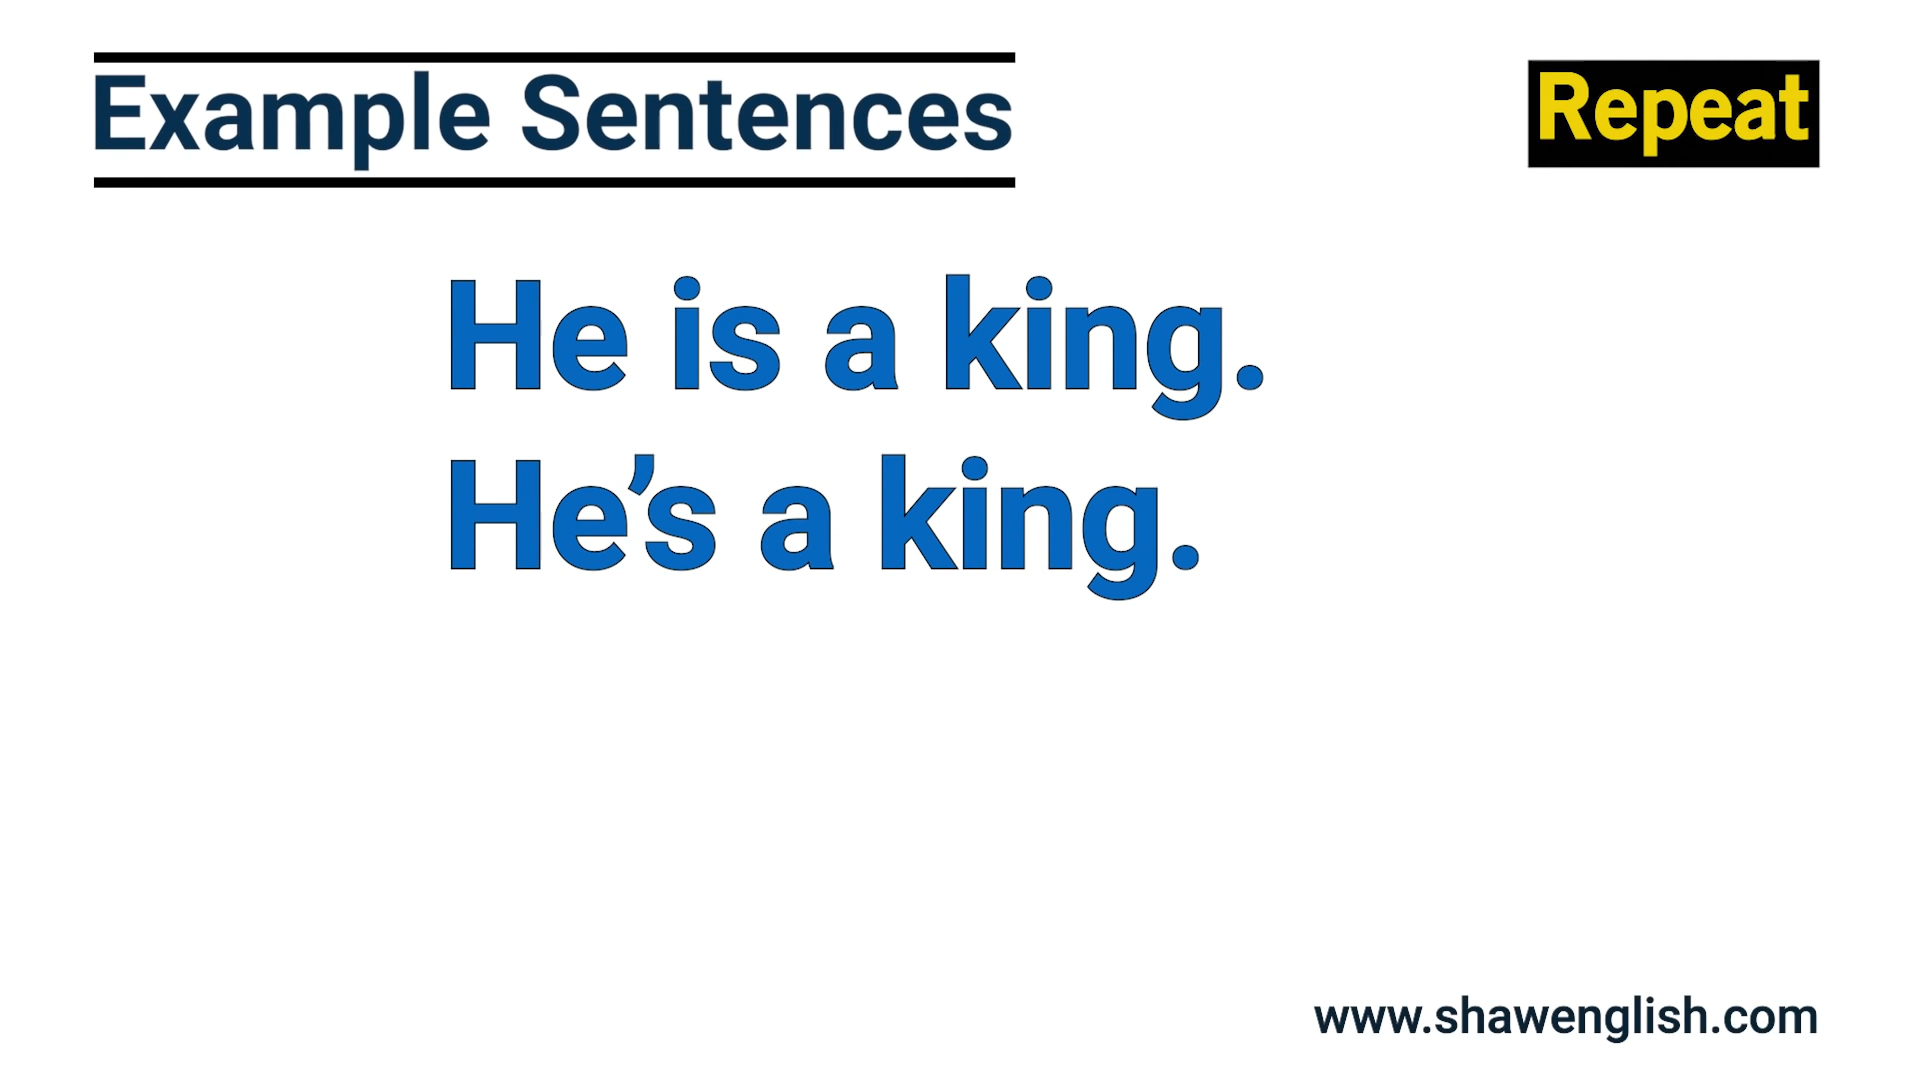 Example Sentences
Repeat
He is a king.
He’s a king.
www.shawenglish.com